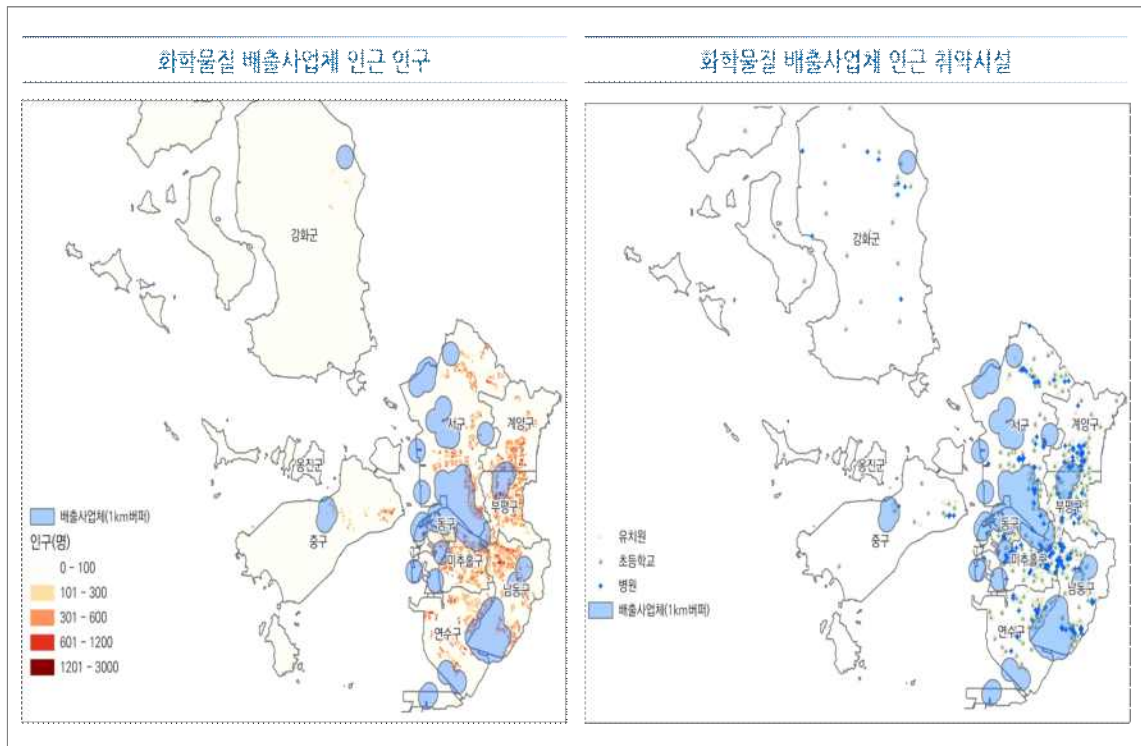 화학물질 배출사업체 인근 인구
강화군
서구
계양구
옹진군
부평구
동구
중구
미추홀구
남동구
연수구
배출사업체(1km버퍼)
인구(명)
0 - 100
101 - 300
301 - 600
601 - 1200
1201 - 3000
화학물질 배출사업체 인근 취약시설
강화군
서구
계양구
옹진군
부평구
동구
중구
미추홀구
남동구
연수구
유치원
초등학교
병원
배출사업체(1km버퍼)